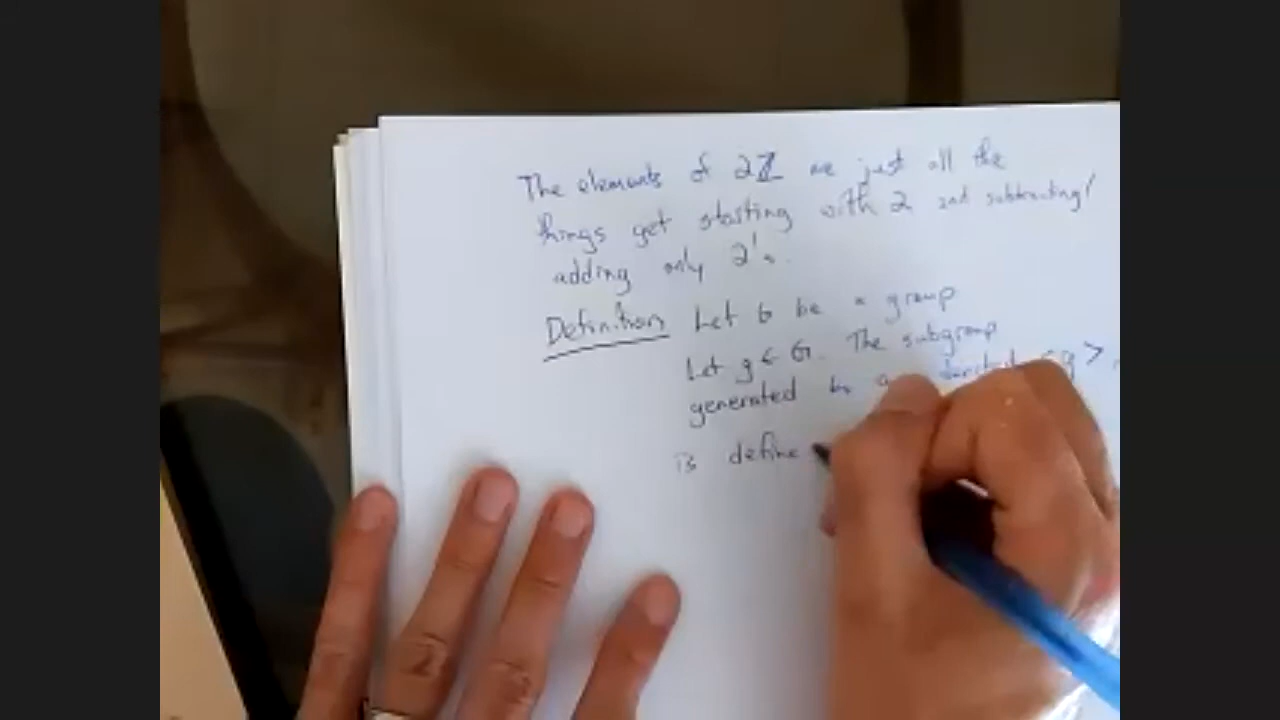 The elements of 2ℤ are just all the
things get starting with 2 and subtracting/
adding only 2's.
Definition Let G be a group
Let g ∈ G. The subgroup
generated by g denoted <g>
is define